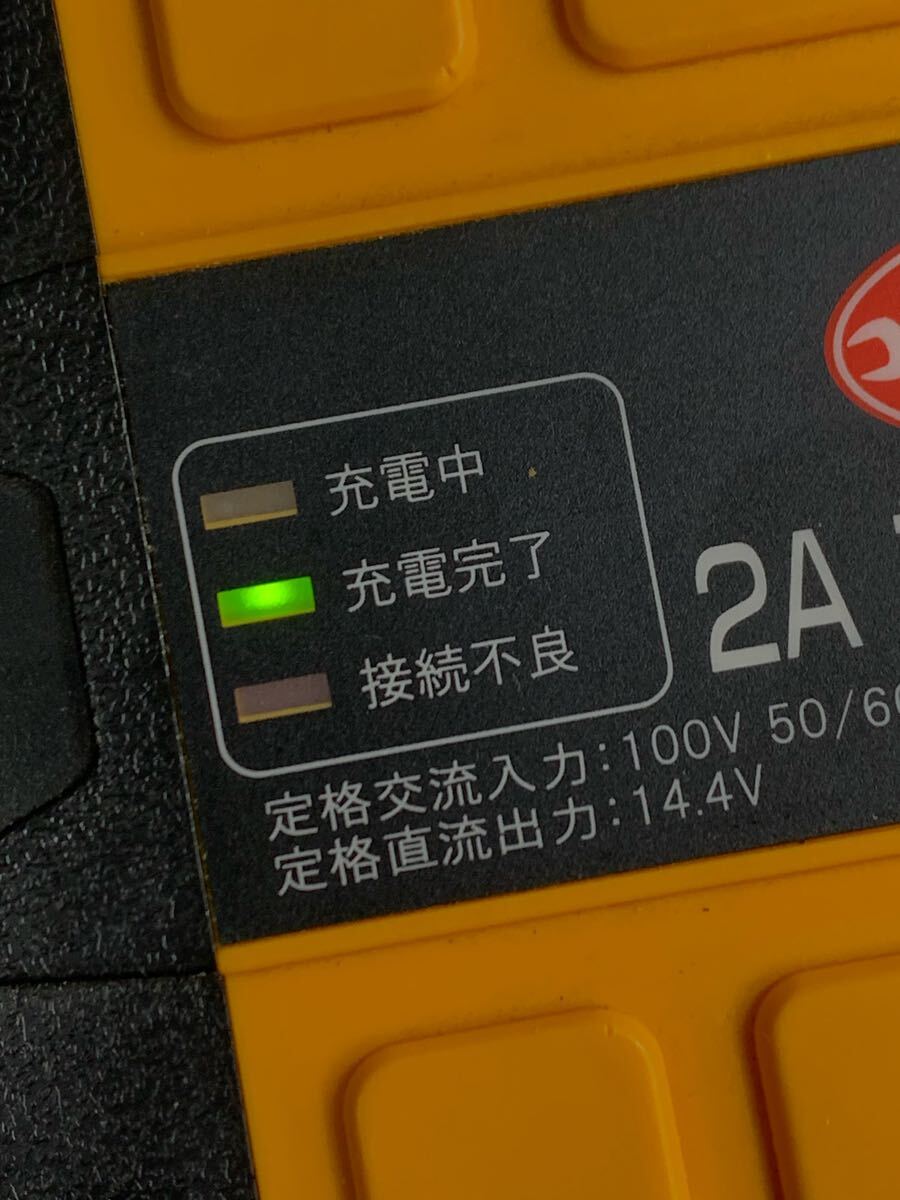 充電中
充電完了
接続不良
2A
定格交流入力：100V 50/6
定格直流出力：14.4V